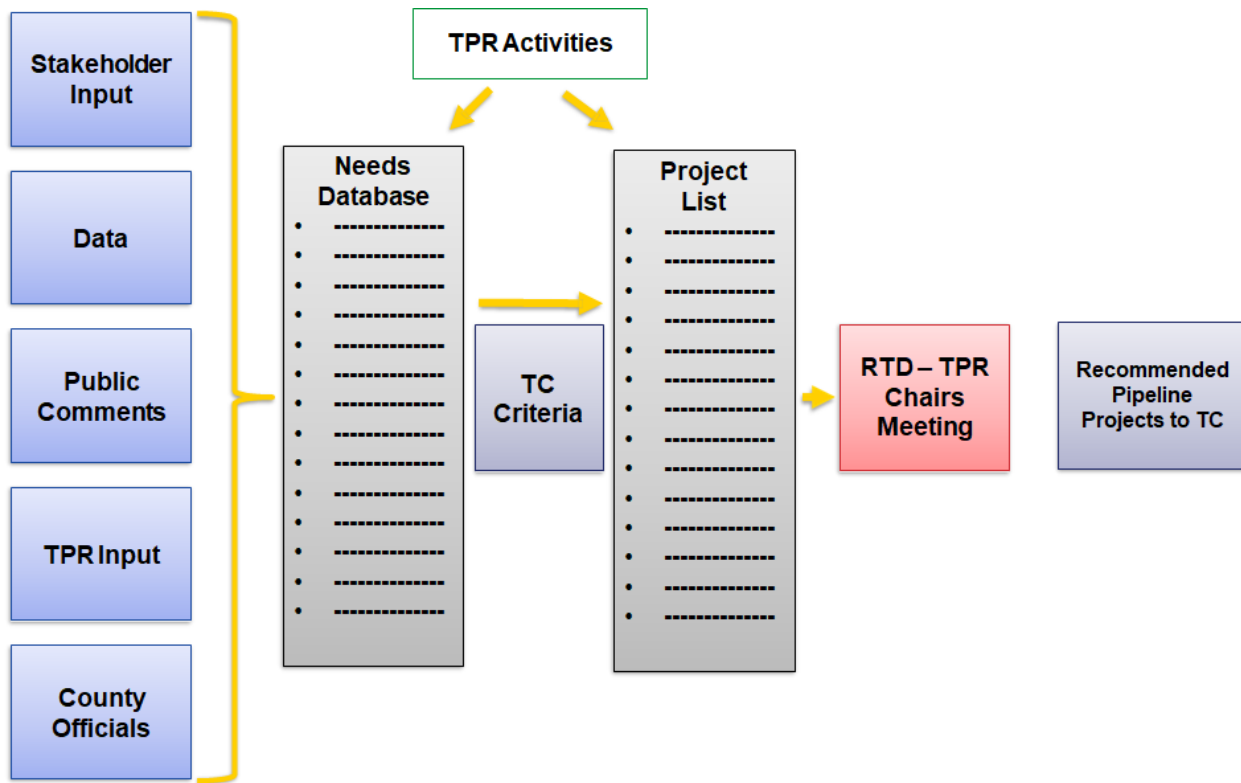 Stakeholder
Input
Data
Public
Comments
TPR Input
County
Officials
TPR Activities
Needs
Database
• --------------
• --------------
• --------------
• --------------
• --------------
• --------------
• --------------
• --------------
• --------------
• --------------
• --------------
• --------------
• --------------
• --------------
TC
Criteria
Project
List
• --------------
• --------------
• --------------
• --------------
• --------------
• --------------
• --------------
• --------------
• --------------
• --------------
• --------------
• --------------
• --------------
• --------------
RTD – TPR
Chairs
Meeting
Recommended
Pipeline
Projects to TC